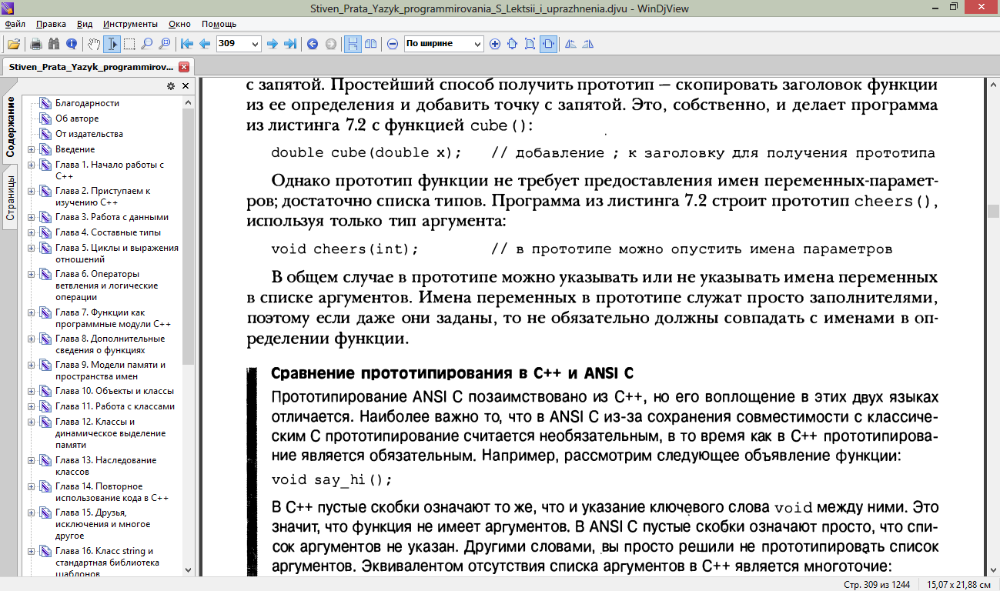 Stiven_Prata_Yazyk_programmirovania_S_Lektsii_i_uprazhnenia.djvu - WinDjView
Файл Правка Вид Инструменты Окно Помощь
309
По ширине
Stiven_Prata_Yazyk_programmirov...
Содержание
Страницы
Благодарности
Об авторе
От издательства
Введение
Глава 1. Начало работы с
C++
Глава 2. Приступаем к
изучению C++
Глава 3. Работа с данными
Глава 4. Составные типы
Глава 5. Циклы и выражения
отношений
Глава 6. Операторы
ветвления и логические
операции
Глава 7. Функции как
программные модули C++
Глава 8. Дополнительные
сведения о функциях
Глава 9. Модели памяти и
пространства имен
Глава 10. Объекты и классы
Глава 11. Работа с классами
Глава 12. Классы и
динамическое выделение
памяти
Глава 13. Наследование
классов
Глава 14. Повторное
использование кода в C++
Глава 15. Друзья,
исключения и многое
другое
Глава 16. Класс string и
стандартная библиотека
шаблонов
с запятой. Простейший способ получить прототип — скопировать заголовок функции
из ее определения и добавить точку с запятой. Это, собственно, и делает программа
из листинга 7.2 с функцией cube():
double cube(double x); // добавление ; к заголовку для получения прототипа
Однако прототип функции не требует предоставления имен переменных-парамет-
ров; достаточно списка типов. Программа из листинга 7.2 строит прототип cheers(),
используя только тип аргумента:
void cheers(int); // в прототипе можно опустить имена параметров
В общем случае в прототипе можно указывать или не указывать имена переменных
в списке аргументов. Имена переменных в прототипе служат просто заполнителями,
поэтому если даже они заданы, то не обязательно должны совпадать с именами в оп-
ределении функции.
Сравнение прототипирования в C++ и ANSI C
Прототипирование ANSI C позаимствовано из C++, но его воплощение в этих двух языках
отличается. Наиболее важно то, что в ANSI C из-за сохранения совместимости с классиче-
ским C прототипирование считается необязательным, в то время как в C++ прототипирова-
ние является обязательным. Например, рассмотрим следующее объявление функции:
void say_hi();
В C++ пустые скобки означают то же, что и указание ключевого слова void между ними. Это
значит, что функция не имеет аргументов. В ANSI C пустые скобки означают просто, что спи-
сок аргументов не указан. Другими словами, вы просто решили не прототипировать список
аргументов. Эквивалентом отсутствия списка аргументов в C++ является многоточие:
Стр. 309 из 1244 15,07 x 21,88 см